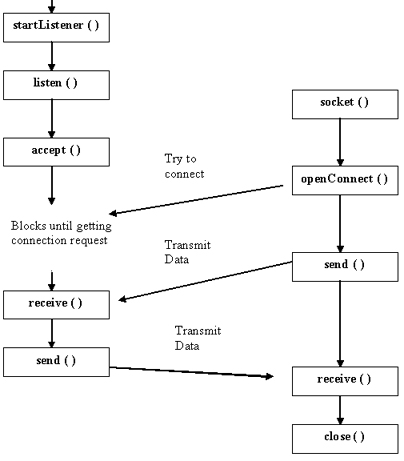 startListener ( )
listen ( )
socket ( )
accept ( )
Try to
connect
openConnect ( )
Blocks until getting
connection request
Transmit
Data
send ( )
receive ( )
Transmit
Data
send ( )
receive ( )
close ( )